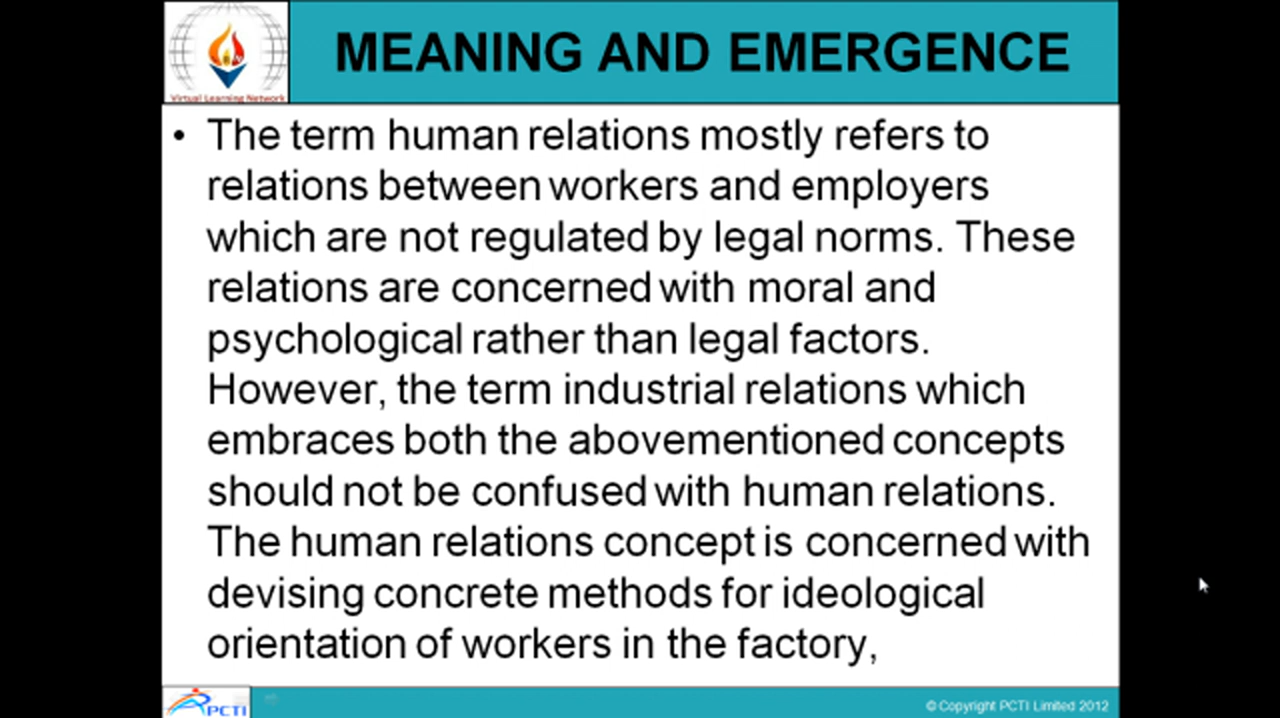 MEANING AND EMERGENCE
Virtual Learning Network
• The term human relations mostly refers to
relations between workers and employers
which are not regulated by legal norms. These
relations are concerned with moral and
psychological rather than legal factors.
However, the term industrial relations which
embraces both the abovementioned concepts
should not be confused with human relations.
The human relations concept is concerned with
devising concrete methods for ideological
orientation of workers in the factory,
PCTI
© Copyright PCTI Limited 2012